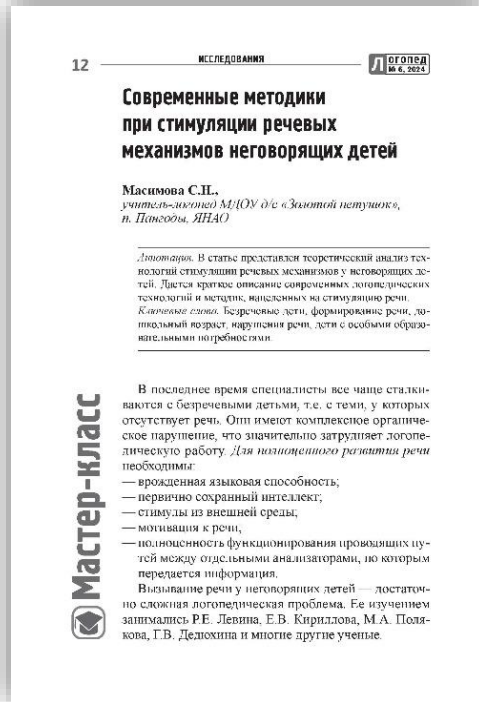 12
ИССЛЕДОВАНИЯ
Логопед
№ 6, 2024
Современные методики
при стимуляции речевых
механизмов неговорящих детей
Масимова С.Н.,
учитель-логопед МДОУ д/с «Золотой петушок»,
п. Пангоды, ЯНАО
Аннотация. В статье представлен теоретический анализ тех-
нологий стимуляции речевых механизмов у неговорящих де-
тей. Дается краткое описание современных логопедических
технологий и методик, нацеленных на стимуляцию речи.
Ключевые слова. Безречевые дети, формирование речи, до-
школьный возраст, нарушения речи, дети с особыми образо-
вательными потребностями.
Мастер-класс
В последнее время специалисты все чаще сталки-
ваются с безречевыми детьми, т.е. с теми, у которых
отсутствует речь. Они имеют комплексное органиче-
ское нарушение, что значительно затрудняет логопе-
дическую работу. Для полноценного развития речи
необходимы:
— врожденная языковая способность;
— первично сохранный интеллект;
— стимулы из внешней среды;
— мотивация к речи;
— полноценность функционирования проводящих пу-
тей между отдельными анализаторами, по которым
передается информация.
Вызывание речи у неговорящих детей — достаточ-
но сложная логопедическая проблема. Ее изучением
занимались Р.Е. Левина, Е.В. Кириллова, М.А. Поля-
кова, Г.В. Дедюхина и многие другие ученые.